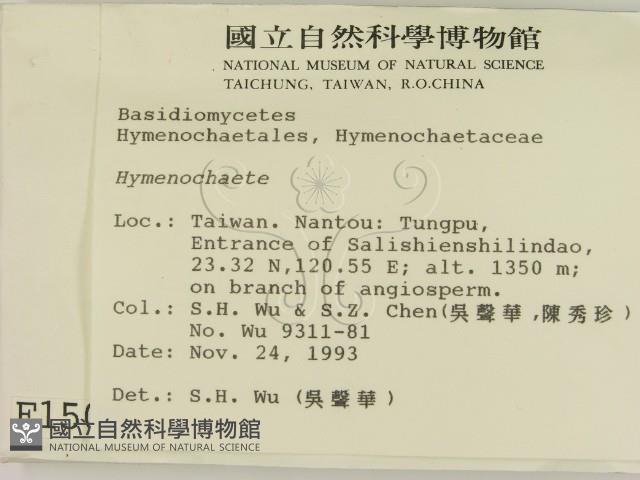 國立自然科學博物館
NATIONAL MUSEUM OF NATURAL SCIENCE
TAICHUNG, TAIWAN, R.O.CHINA
Basidiomycetes
Hymenochaetales, Hymenochaetaceae
Hymenochaete
Loc.: Taiwan. Nantou: Tungpu,
Entrance of Salishienshilindao,
23.32 N,120.55 E; alt. 1350 m;
on branch of angiosperm.
Col.: S.H. Wu & S.Z. Chen(吳聲華,陳秀珍)
No. Wu 9311-81
Date: Nov. 24, 1993
Det.: S.H. Wu (吳聲華)
國立自然科學博物館
NATIONAL MUSEUM OF NATURAL SCIENCE